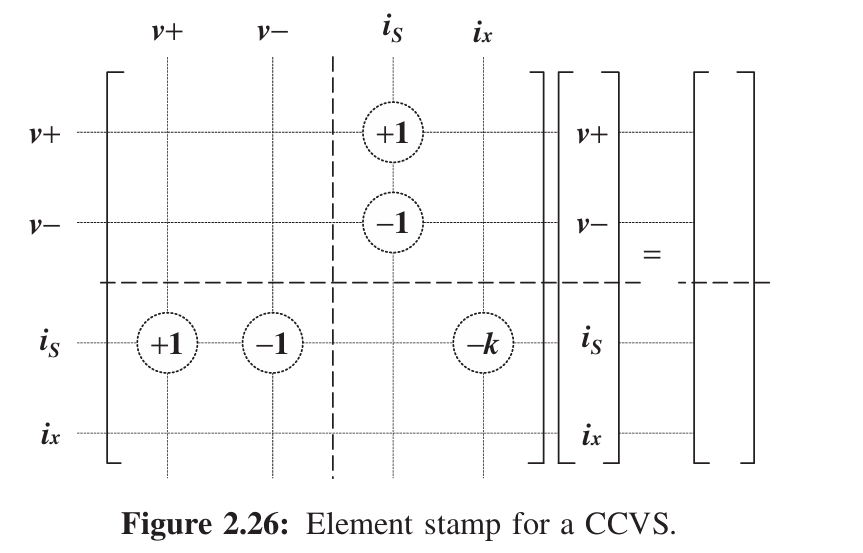 v+ v− iS ix
v+ +1 v+
v− −1 v−
=
iS +1 −1 −k iS
ix ix
Figure 2.26: Element stamp for a CCVS.